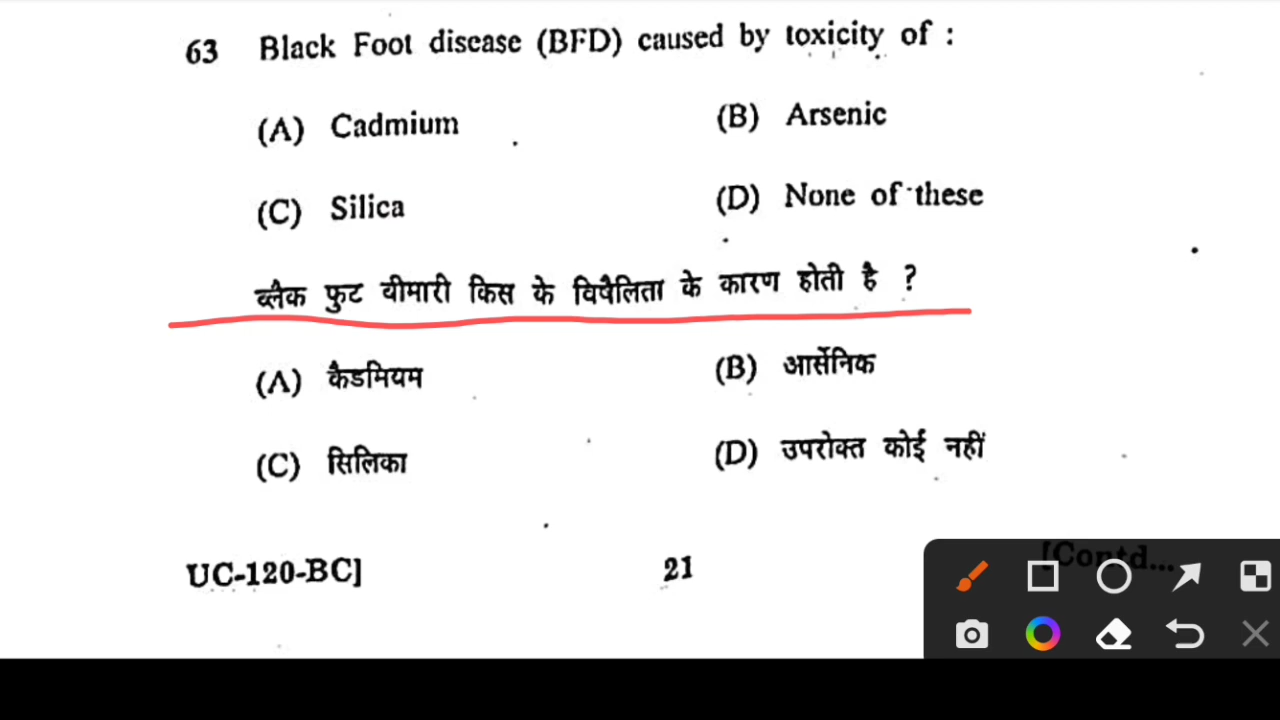 63 Black Foot disease (BFD) caused by toxicity of :
(A) Cadmium (B) Arsenic
(C) Silica (D) None of these
ब्लैक फुट बीमारी किस के विषैलिता के कारण होती है ?
(A) कैडमियम (B) आर्सेनिक
(C) सिलिका (D) उपरोक्त कोई नहीं
UC-120-BC] 21 [Contd...